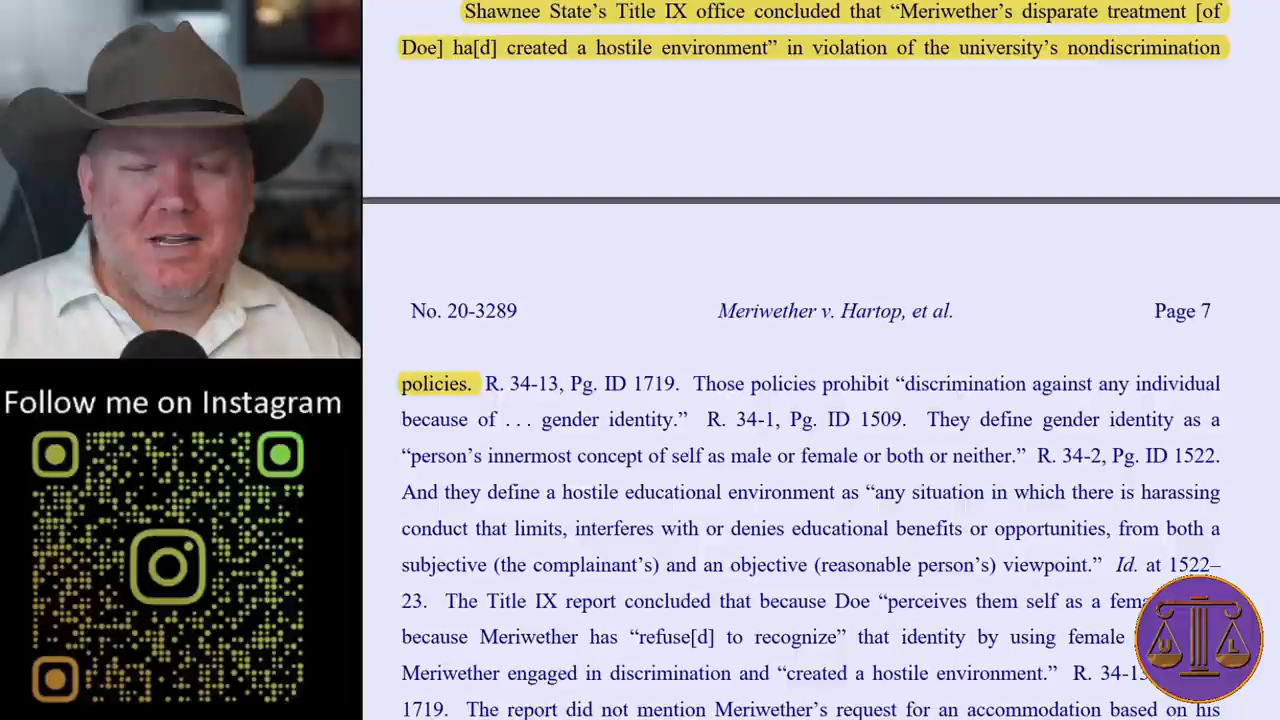 Shawnee State's Title IX office concluded that “Meriwether's disparate treatment [of
Doe] ha[d] created a hostile environment” in violation of the university's nondiscrimination
No. 20-3289 Meriwether v. Hartop, et al. Page 7
policies. R. 34-13, Pg. ID 1719. Those policies prohibit “discrimination against any individual
because of . . . gender identity.” R. 34-1, Pg. ID 1509. They define gender identity as a
“person's innermost concept of self as male or female or both or neither.” R. 34-2, Pg. ID 1522.
And they define a hostile educational environment as “any situation in which there is harassing
conduct that limits, interferes with or denies educational benefits or opportunities, from both a
subjective (the complainant's) and an objective (reasonable person's) viewpoint.” Id. at 1522–
23. The Title IX report concluded that because Doe “perceives them self as a
because Meriwether has “refuse[d] to recognize” that identity by using female
Meriwether engaged in discrimination and “created a hostile environment.” R.
1719. The report did not mention Meriwether's request for an accommodation based on his
Follow me on Instagram
U L